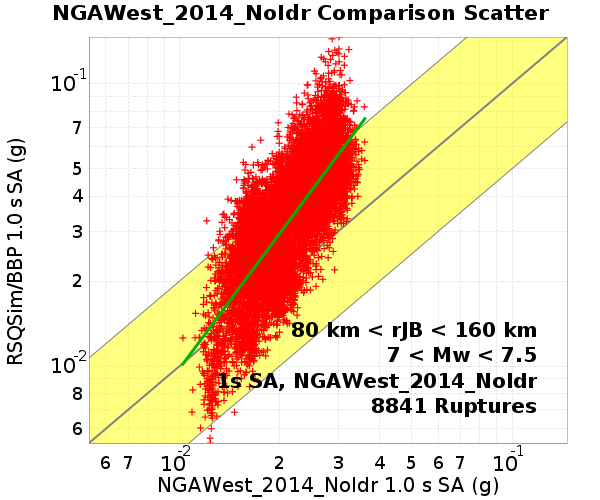 NGAWest_2014_NoIdr Comparison Scatter
RSQSim/BBP 1.0 s SA (g)
10-1
7
5
4
3
2
10-2
8
6
80 km < rJB < 160 km
7 < Mw < 7.5
1s SA, NGAWest_2014_NoIdr
8841 Ruptures
6 7 10-2 2 3 4 5 6 7 10-1
NGAWest_2014_NoIdr 1.0 s SA (g)